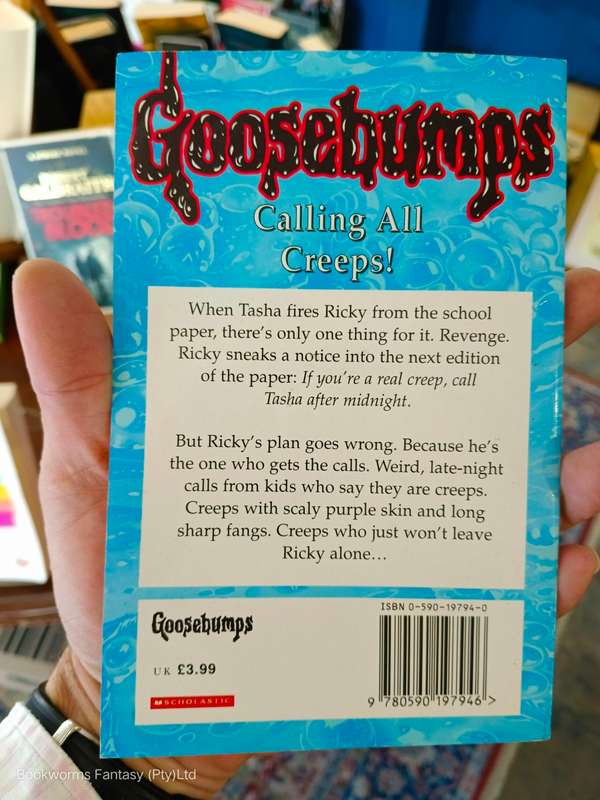 Goosebumps
Calling All
Creeps!
When Tasha fires Ricky from the school
paper, there's only one thing for it. Revenge.
Ricky sneaks a notice into the next edition
of the paper: If you're a real creep, call
Tasha after midnight.
But Ricky's plan goes wrong. Because he's
the one who gets the calls. Weird, late-night
calls from kids who say they are creeps.
Creeps with scaly purple skin and long
sharp fangs. Creeps who just won't leave
Ricky alone…
ISBN 0-590-19794-0
Goosebumps
UK £3.99
SCHOLASTIC
9 780590 197946 >
Bookworms Fantasy (Pty)Ltd